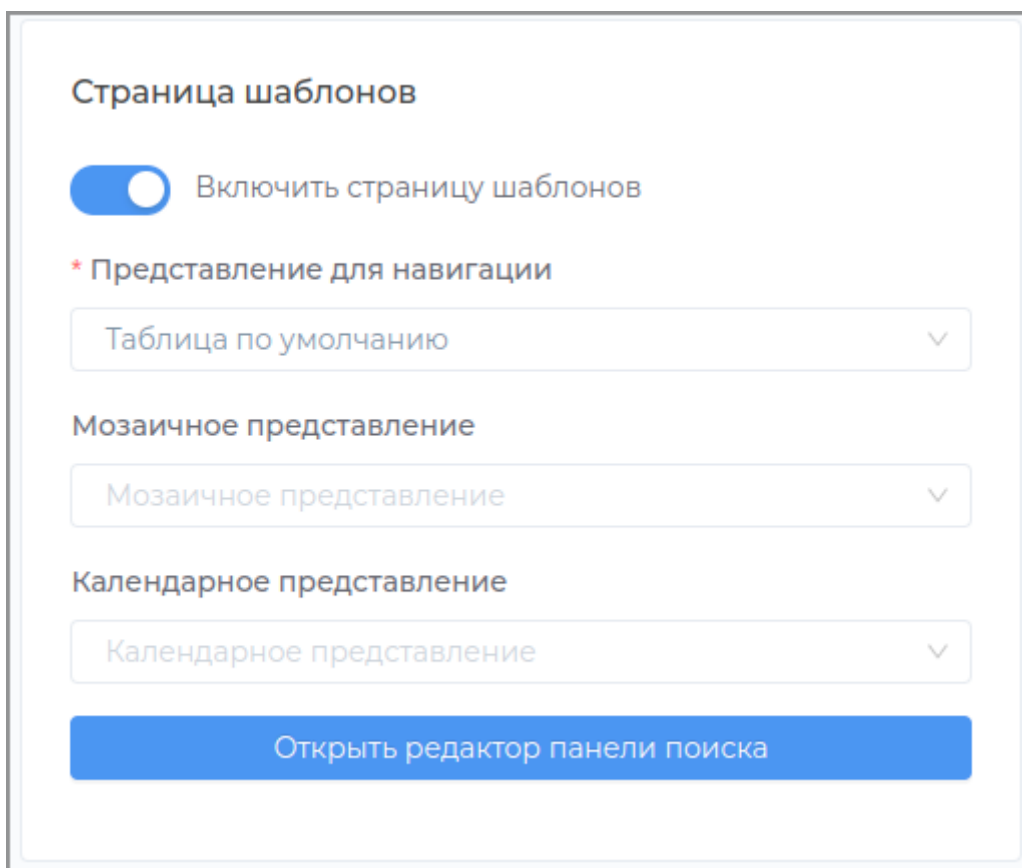 Страница шаблонов
Включить страницу шаблонов
* Представление для навигации
Таблица по умолчанию
Мозаичное представление
Мозаичное представление
Календарное представление
Календарное представление
Открыть редактор панели поиска